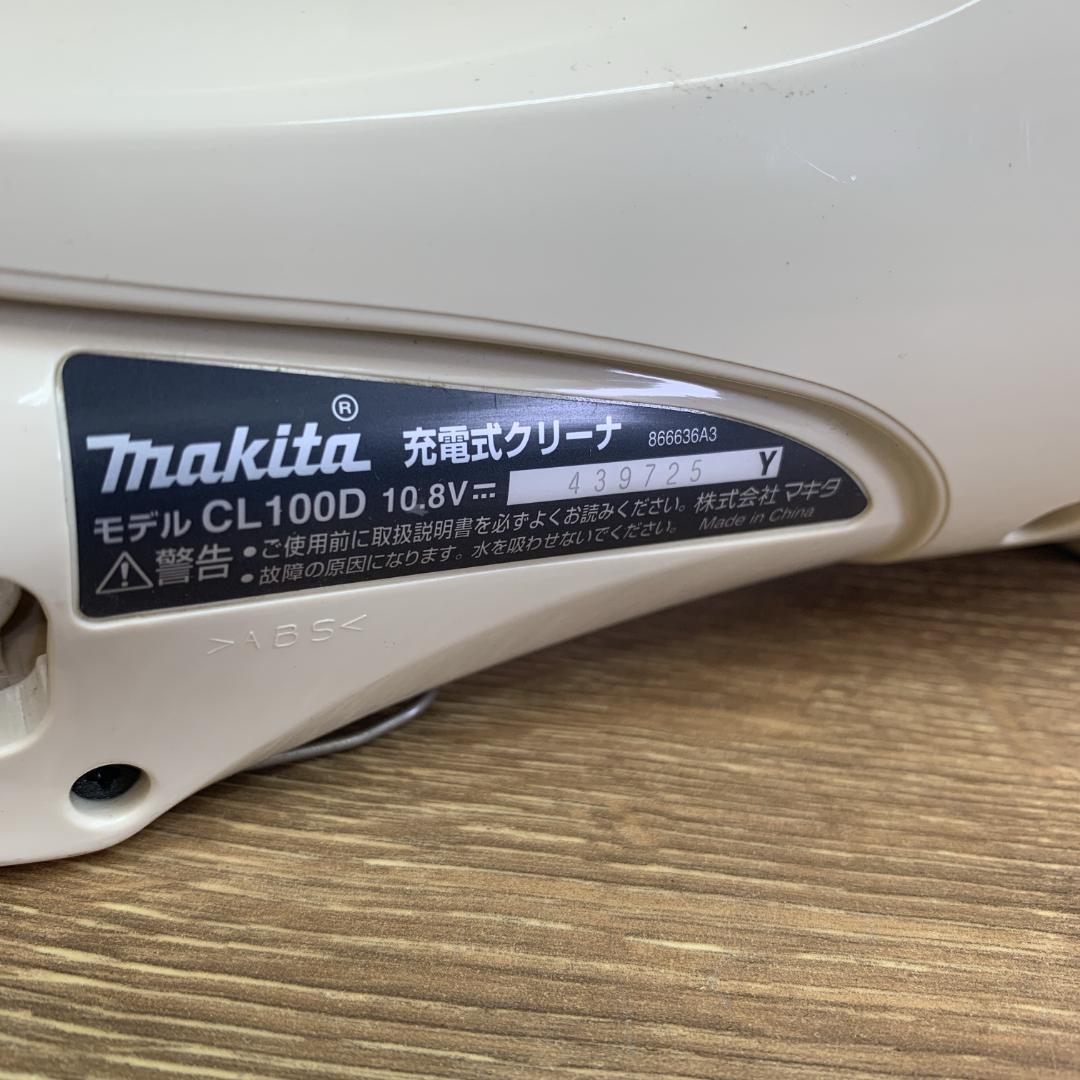 makita® 充電式クリーナ 866636A3
モデル CL100D 10.8V 439725 Y
警告 ●ご使用前に取扱説明書を必ずよくお読みください。 株式会社マキタ
●故障の原因になります。水を吸わせないでください。 Made in China
>ABS<